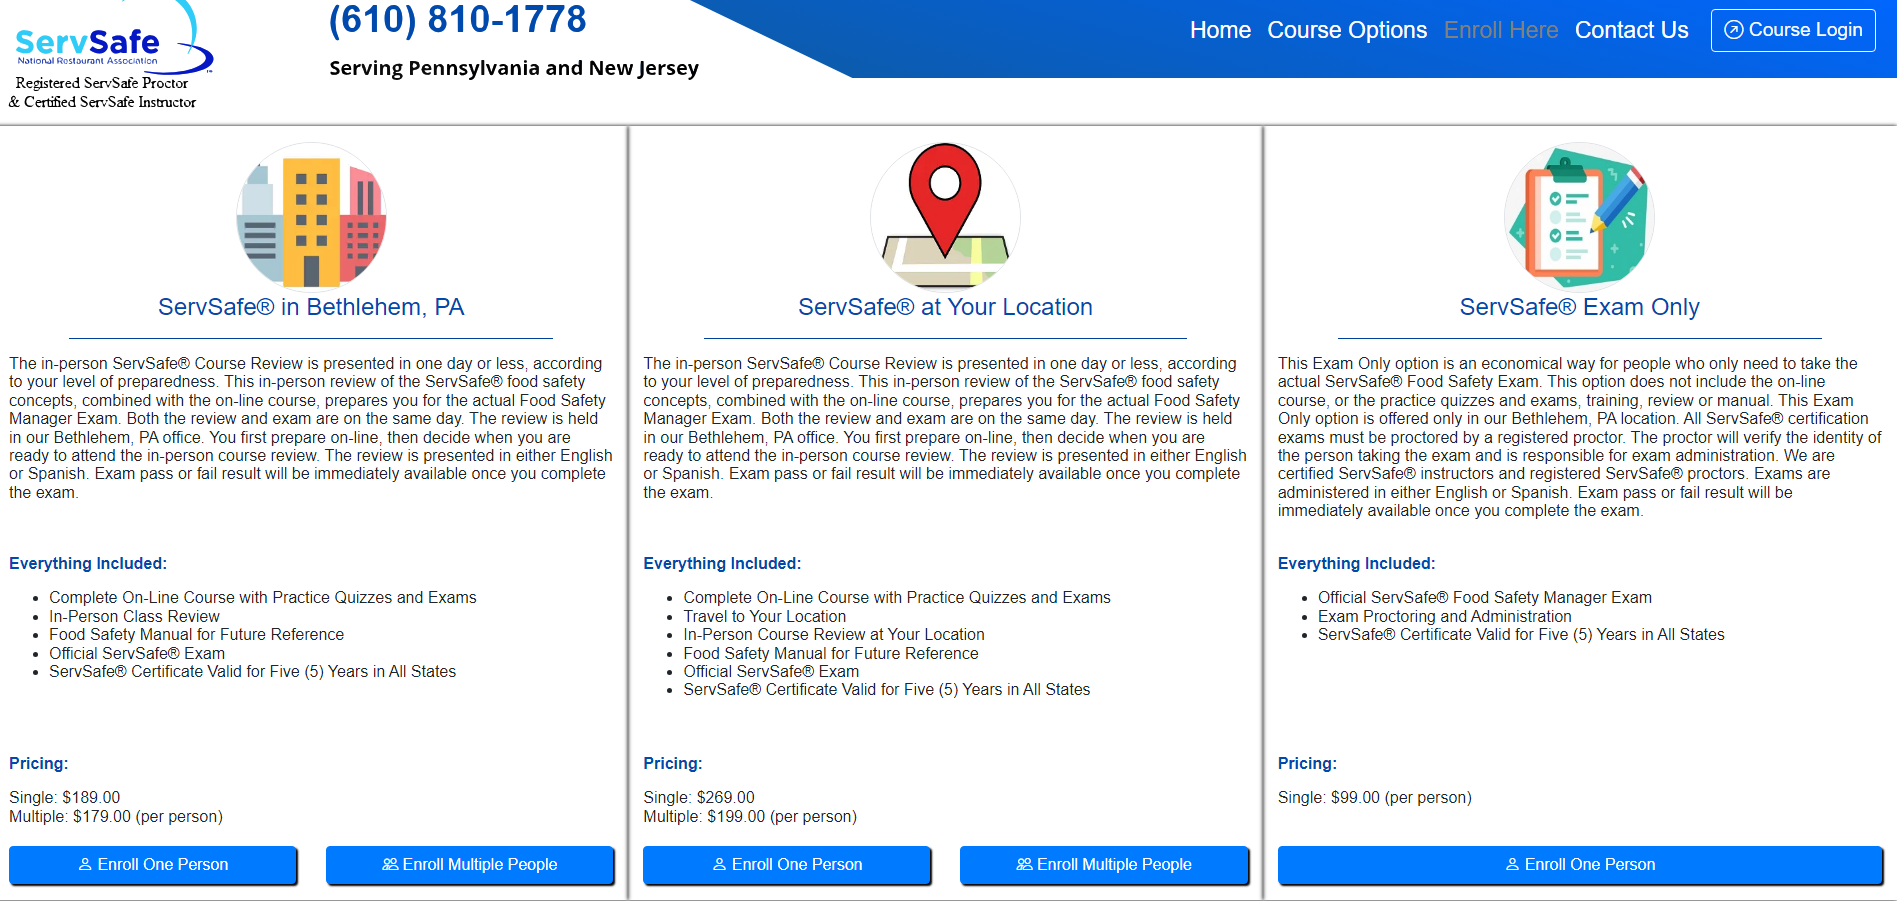 ServSafe
National Restaurant Association
Registered ServSafe Proctor
& Certified ServSafe Instructor
(610) 810-1778
Serving Pennsylvania and New Jersey
Home Course Options Enroll Here Contact Us Course Login
ServSafe® in Bethlehem, PA
The in-person ServSafe® Course Review is presented in one day or less, according
to your level of preparedness. This in-person review of the ServSafe® food safety
concepts, combined with the on-line course, prepares you for the actual Food Safety
Manager Exam. Both the review and exam are on the same day. The review is held
in our Bethlehem, PA office. You first prepare on-line, then decide when you are
ready to attend the in-person course review. The review is presented in either English
or Spanish. Exam pass or fail result will be immediately available once you complete
the exam.
Everything Included:
• Complete On-Line Course with Practice Quizzes and Exams
• In-Person Class Review
• Food Safety Manual for Future Reference
• Official ServSafe® Exam
• ServSafe® Certificate Valid for Five (5) Years in All States
Pricing:
Single: $189.00
Multiple: $179.00 (per person)
Enroll One Person Enroll Multiple People
ServSafe® at Your Location
The in-person ServSafe® Course Review is presented in one day or less, according
to your level of preparedness. This in-person review of the ServSafe® food safety
concepts, combined with the on-line course, prepares you for the actual Food Safety
Manager Exam. Both the review and exam are on the same day. The review is held
in our Bethlehem, PA office. You first prepare on-line, then decide when you are
ready to attend the in-person course review. The review is presented in either English
or Spanish. Exam pass or fail result will be immediately available once you complete
the exam.
Everything Included:
• Complete On-Line Course with Practice Quizzes and Exams
• Travel to Your Location
• In-Person Course Review at Your Location
• Food Safety Manual for Future Reference
• Official ServSafe® Exam
• ServSafe® Certificate Valid for Five (5) Years in All States
Pricing:
Single: $269.00
Multiple: $199.00 (per person)
Enroll One Person Enroll Multiple People
ServSafe® Exam Only
This Exam Only option is an economical way for people who only need to take the
actual ServSafe® Food Safety Exam. This option does not include the on-line
course, or the practice quizzes and exams, training, review or manual. This Exam
Only option is offered only in our Bethlehem, PA location. All ServSafe® certification
exams must be proctored by a registered proctor. The proctor will verify the identity of
the person taking the exam and is responsible for exam administration. We are
certified ServSafe® instructors and registered ServSafe® proctors. Exams are
administered in either English or Spanish. Exam pass or fail result will be
immediately available once you complete the exam.
Everything Included:
• Official ServSafe® Food Safety Manager Exam
• Exam Proctoring and Administration
• ServSafe® Certificate Valid for Five (5) Years in All States
Pricing:
Single: $99.00 (per person)
Enroll One Person